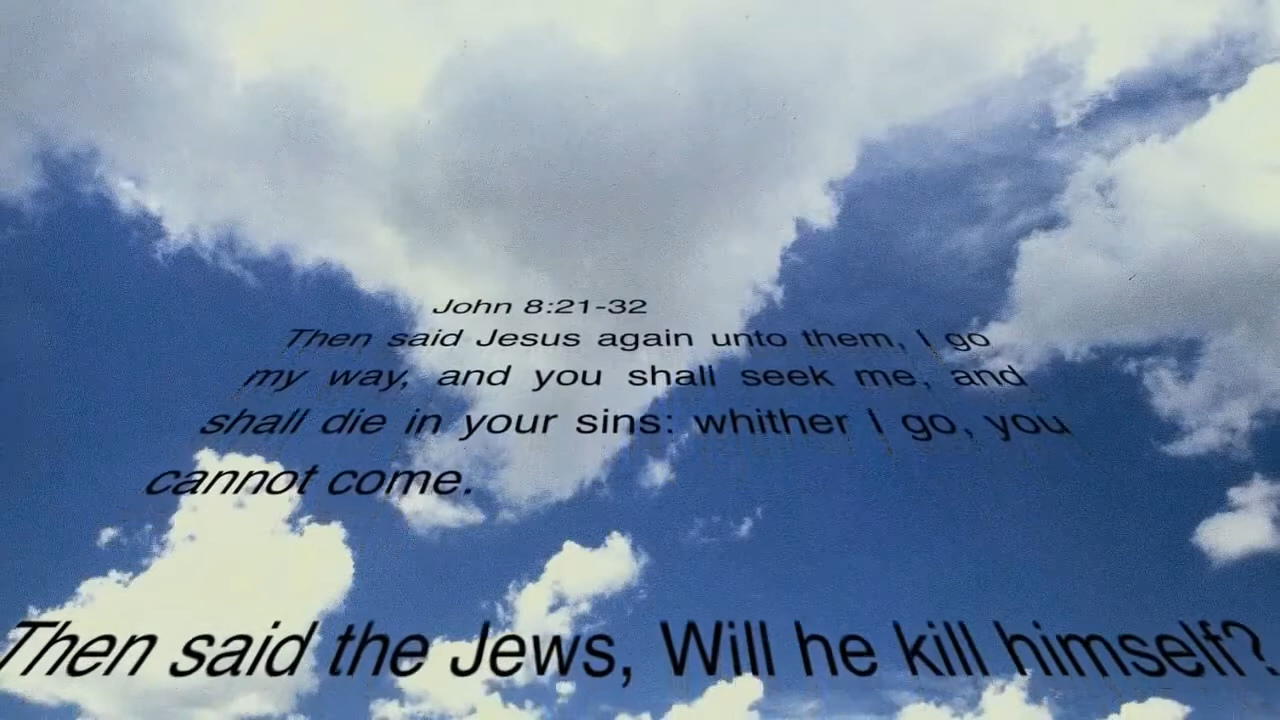 John 8:21-32
Then said Jesus again unto them, I go
my way, and you shall seek me, and
shall die in your sins: whither I go, you
cannot come.
Then said the Jews, Will he kill himself?